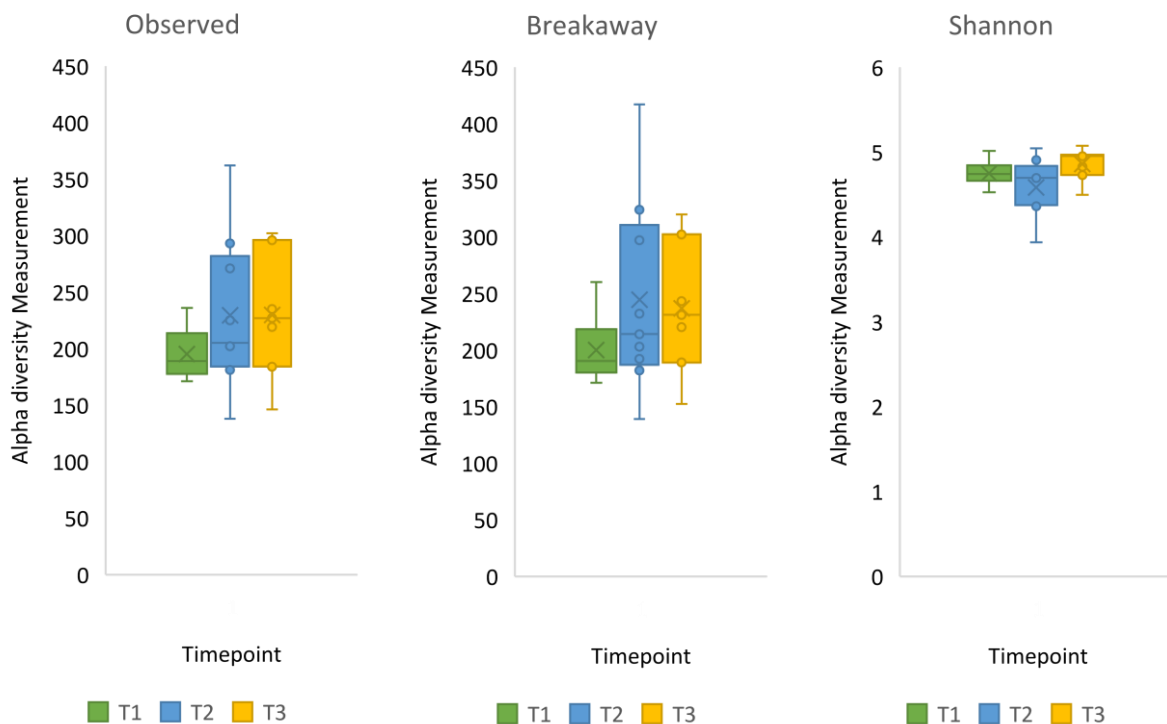 Observed
450
400
350
300
250
200
150
100
50
0
Alpha diversity Measurement
Timepoint
T1 T2 T3
Breakaway
450
400
350
300
250
200
150
100
50
0
Alpha diversity Measurement
Timepoint
T1 T2 T3
Shannon
6
5
4
3
2
1
0
Alpha diversity Measurement
Timepoint
T1 T2 T3